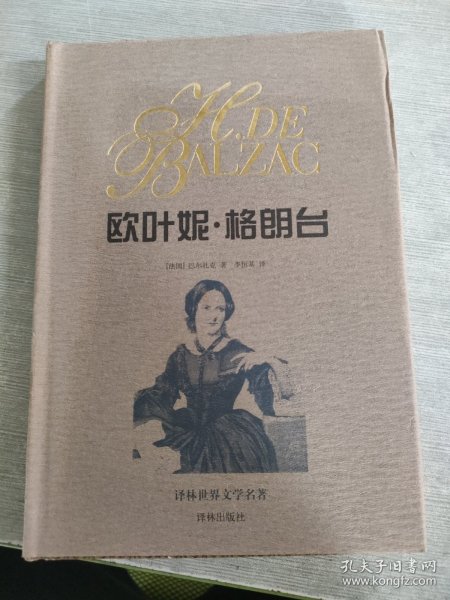 H. DE
BALZAC
欧叶妮·格朗台
[法国] 巴尔扎克 著 李恒基 译
译林世界文学名著
译林出版社
孔夫子旧书网
www.kongfz.com